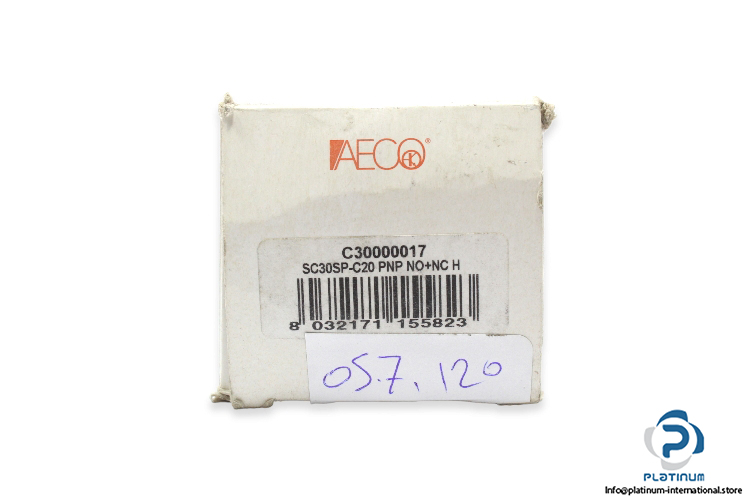 AECO®
C30000017
SC30SP-C20 PNP NO+NC H
8 032171 155823
057.120
PLATINUM
Info@platinum-international.store